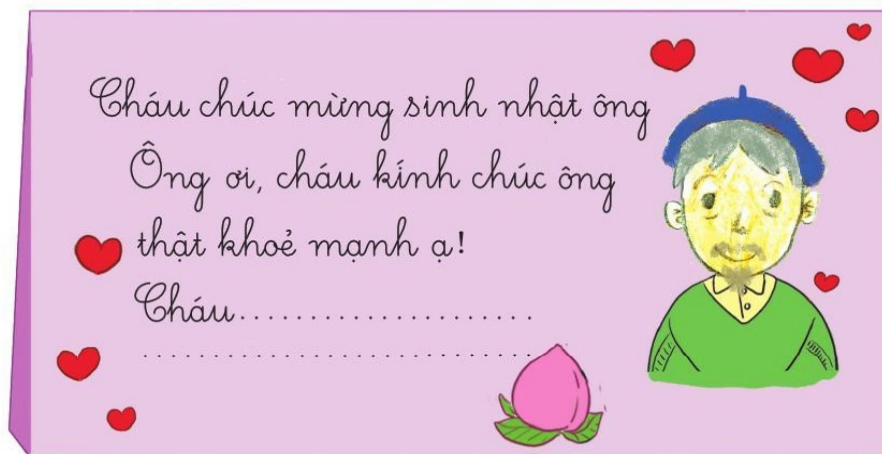 Cháu chúc mừng sinh nhật ông
Ông ơi, cháu kính chúc ông
thật khoẻ mạnh ạ!
Cháu......................
............................